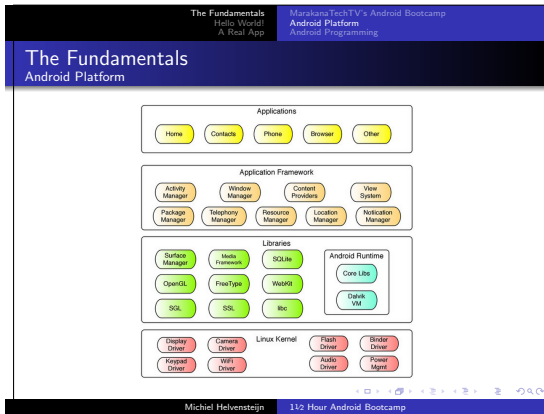 The Fundamentals
Hello World!
A Real App
MarakanaTechTV's Android Bootcamp
Android Platform
Android Programming
The Fundamentals
Android Platform
Applications
Home Contacts Phone Browser Other
Application Framework
Activity Manager
Window Manager
Content Providers
View System
Package Manager
Telephony Manager
Resource Manager
Location Manager
Notiication Manager
Libraries
Surface Manager
Media Framework
SQLite
OpenGL FreeType WebKit
SGL SSL libc
Android Runtime
Core Libs
Dalvik VM
Linux Kernel
Display Driver
Camera Driver
Flash Driver
Binder Driver
Keypad Driver
WiFi Driver
Audio Driver
Power Mgmt
Michiel Helvensteijn 1½ Hour Android Bootcamp